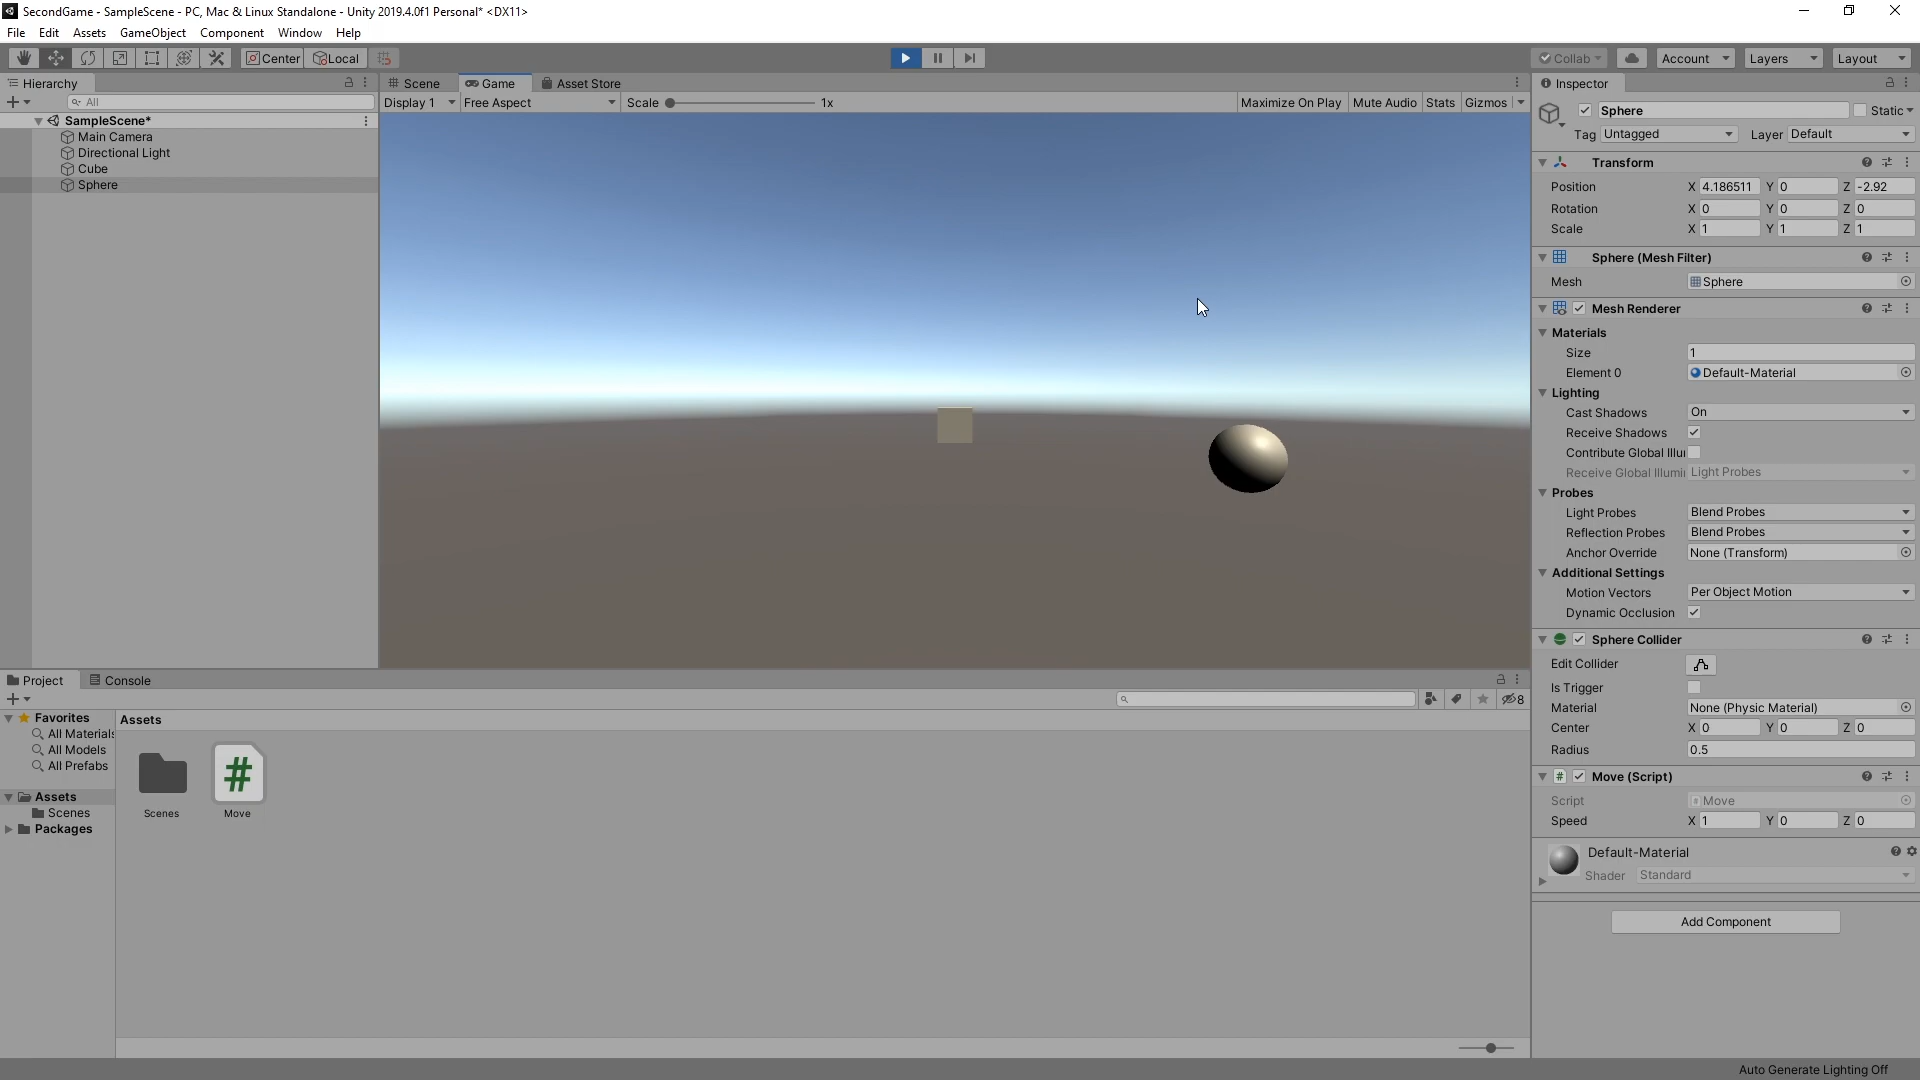 SecondGame - SampleScene - PC, Mac & Linux Standalone - Unity 2019.4.0f1 Personal* <DX11>
File Edit Assets GameObject Component Window Help
Center Local Collab Account Layers Layout
Hierarchy
All
SampleScene*
Main Camera
Directional Light
Cube
Sphere
Scene Game Asset Store
Display 1 Free Aspect Scale 1x Maximize On Play Mute Audio Stats Gizmos
Project Console
8
Favorites
All Materials
All Models
All Prefabs
Assets
Scenes
Packages
Assets
Scenes
#
Move
Inspector
Sphere Static
Tag Untagged Layer Default
Transform
Position X 4.186511 Y 0 Z -2.92
Rotation X 0 Y 0 Z 0
Scale X 1 Y 1 Z 1
Sphere (Mesh Filter)
Mesh Sphere
Mesh Renderer
Materials
Size 1
Element 0 Default-Material
Lighting
Cast Shadows On
Receive Shadows
Contribute Global Illu
Receive Global Illumi Light Probes
Probes
Light Probes Blend Probes
Reflection Probes Blend Probes
Anchor Override None (Transform)
Additional Settings
Motion Vectors Per Object Motion
Dynamic Occlusion
Sphere Collider
Edit Collider
Is Trigger
Material None (Physic Material)
Center X 0 Y 0 Z 0
Radius 0.5
# Move (Script)
Script Move
Speed X 1 Y 0 Z 0
Default-Material
Shader Standard
Add Component
Auto Generate Lighting Off